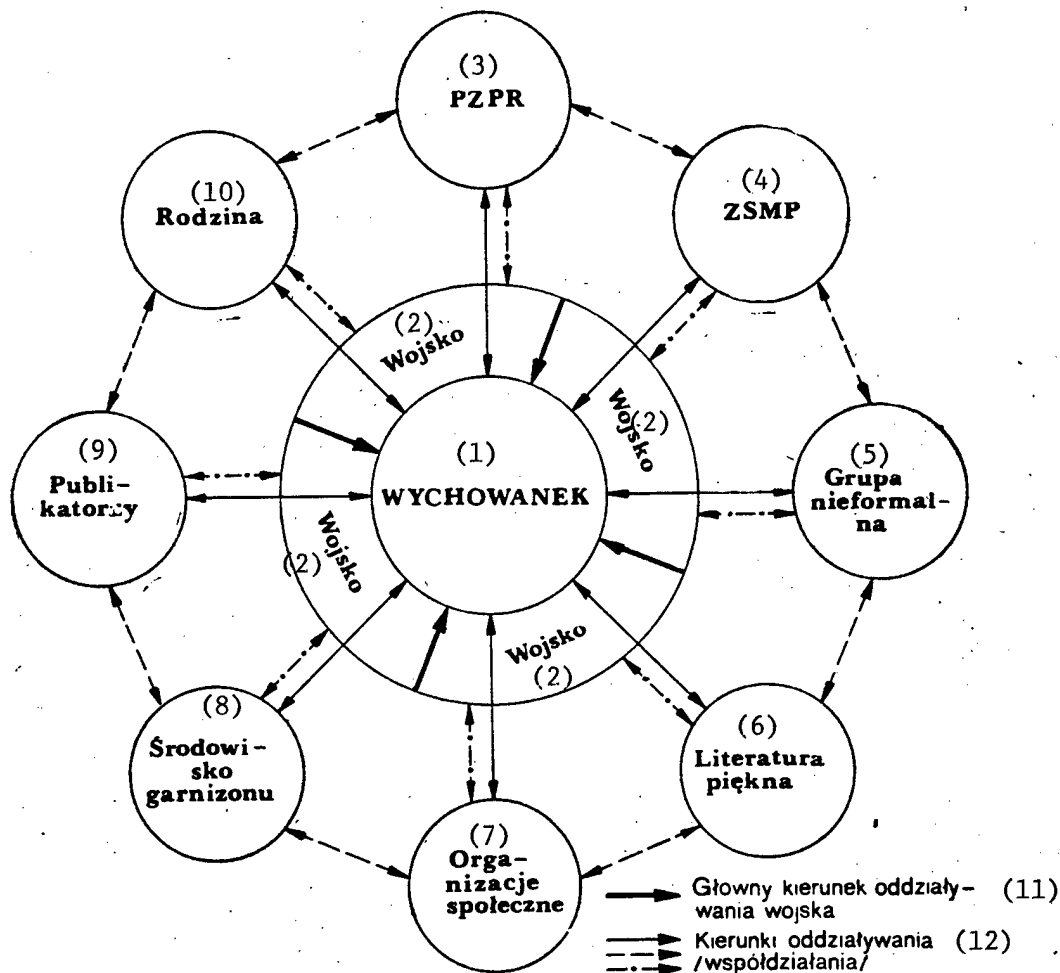 (3)
PZPR
(10)
Rodzina
(4)
ZSMP
(2)
Wojsko
Wojsko
(2)
(9)
Publi-
katorzy
(1)
WYCHOWANEK
(5)
Grupa
nieformal-
na
Wojsko
(2)
Wojsko
(2)
(8)
Środowi-
sko
garnizonu
(6)
Literatura
piękna
(7)
Orga-
nizacje
społeczne
Głowny kierunek oddziały- (11)
wania wojska
Kierunki oddziaływania (12)
/współdziałania/